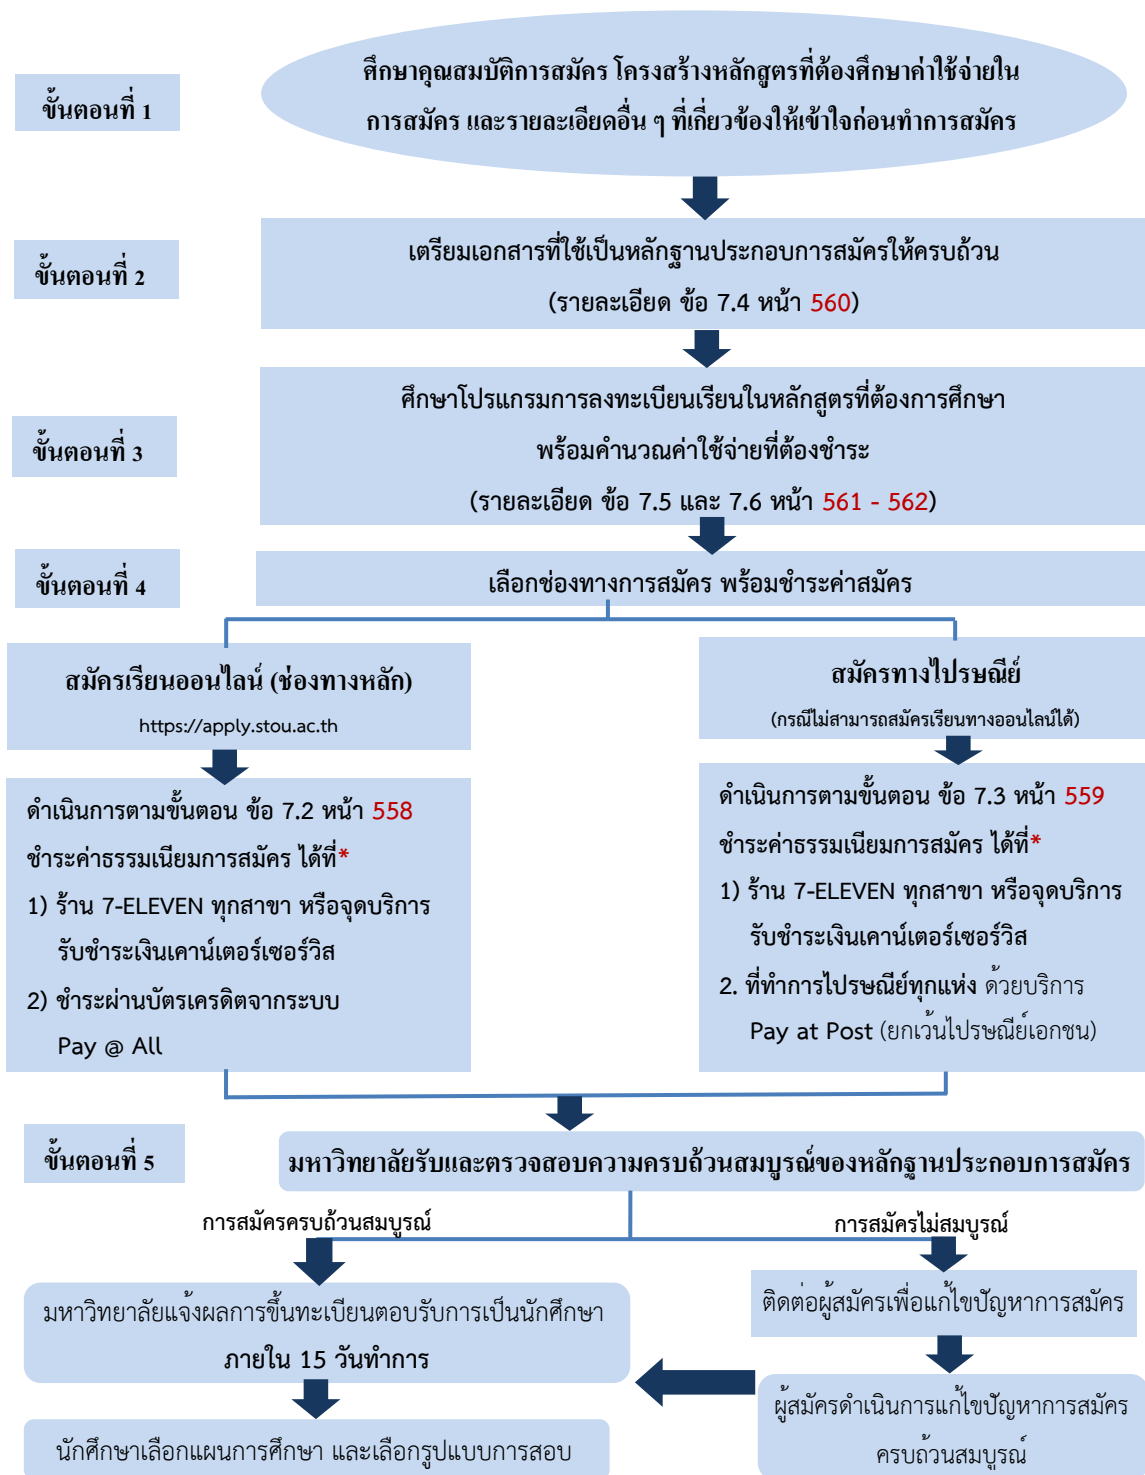 ขั้นตอนที่ 1
ศึกษาคุณสมบัติการสมัคร โครงสร้างหลักสูตรที่ต้องศึกษาค่าใช้จ่ายใน
การสมัคร และรายละเอียดอื่น ๆ ที่เกี่ยวข้องให้เข้าใจก่อนทำการสมัคร
ขั้นตอนที่ 2
เตรียมเอกสารที่ใช้เป็นหลักฐานประกอบการสมัครให้ครบถ้วน
(รายละเอียด ข้อ 7.4 หน้า 560)
ขั้นตอนที่ 3
ศึกษาโปรแกรมการลงทะเบียนเรียนในหลักสูตรที่ต้องการศึกษา
พร้อมคำนวณค่าใช้จ่ายที่ต้องชำระ
(รายละเอียด ข้อ 7.5 และ 7.6 หน้า 561 - 562)
ขั้นตอนที่ 4
เลือกช่องทางการสมัคร พร้อมชำระค่าสมัคร
สมัครเรียนออนไลน์ (ช่องทางหลัก)
https://apply.stou.ac.th
ดำเนินการตามขั้นตอน ข้อ 7.2 หน้า 558
ชำระค่าธรรมเนียมการสมัคร ได้ที่*
1) ร้าน 7-ELEVEN ทุกสาขา หรือจุดบริการ
รับชำระเงินเคาน์เตอร์เซอร์วิส
2) ชำระผ่านบัตรเครดิตจากระบบ
Pay @ All
สมัครทางไปรษณีย์
(กรณีไม่สามารถสมัครเรียนทางออนไลน์ได้)
ดำเนินการตามขั้นตอน ข้อ 7.3 หน้า 559
ชำระค่าธรรมเนียมการสมัคร ได้ที่*
1) ร้าน 7-ELEVEN ทุกสาขา หรือจุดบริการ
รับชำระเงินเคาน์เตอร์เซอร์วิส
2. ที่ทำการไปรษณีย์ทุกแห่ง ด้วยบริการ
Pay at Post (ยกเว้นไปรษณีย์เอกชน)
ขั้นตอนที่ 5
มหาวิทยาลัยรับและตรวจสอบความครบถ้วนสมบูรณ์ของหลักฐานประกอบการสมัคร
การสมัครครบถ้วนสมบูรณ์
มหาวิทยาลัยแจ้งผลการขึ้นทะเบียนตอบรับการเป็นนักศึกษา
ภายใน 15 วันทำการ
นักศึกษาเลือกแผนการศึกษา และเลือกรูปแบบการสอบ
การสมัครไม่สมบูรณ์
ติดต่อผู้สมัครเพื่อแก้ไขปัญหาการสมัคร
ผู้สมัครดำเนินการแก้ไขปัญหาการสมัคร
ครบถ้วนสมบูรณ์